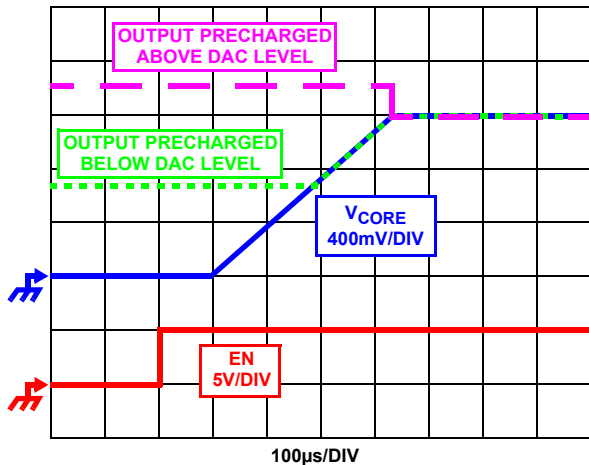 OUTPUT PRECHARGED
ABOVE DAC LEVEL
OUTPUT PRECHARGED
BELOW DAC LEVEL
VCORE
400mV/DIV
EN
5V/DIV
100µs/DIV